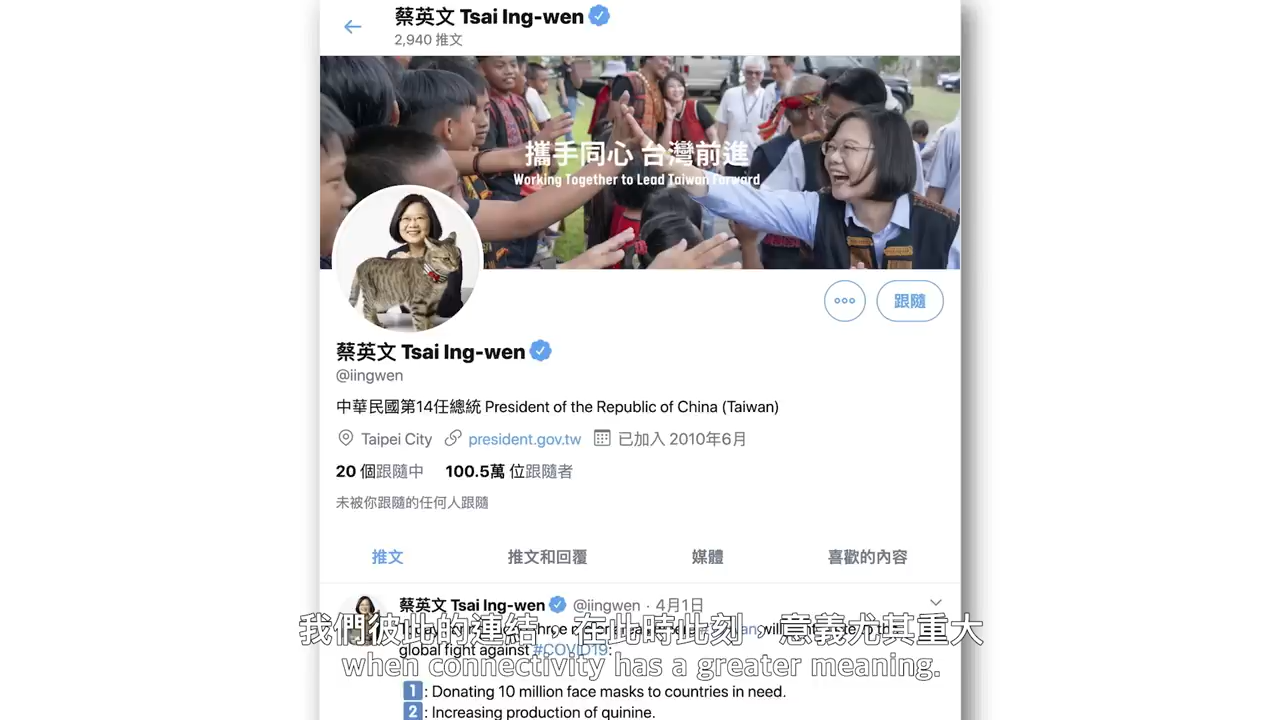 蔡英文 Tsai Ing-wen
2,940 推文
攜手同心 台灣前進
Working Together to Lead Taiwan Forward
跟隨
蔡英文 Tsai Ing-wen
@iingwen
中華民國第14任總統 President of the Republic of China (Taiwan)
Taipei City president.gov.tw 已加入 2010年6月
20 個跟隨中 100.5萬 位跟隨者
未被你跟隨的任何人跟隨
推文 推文和回覆 媒體 喜歡的內容
蔡英文 Tsai Ing-wen @iingwen · 4月1日
我們彼此的連結 在此時此刻 意義尤其重大
global fight against #COVID19:
when connectivity has a greater meaning.
1: Donating 10 million face masks to countries in need.
2: Increasing production of quinine.